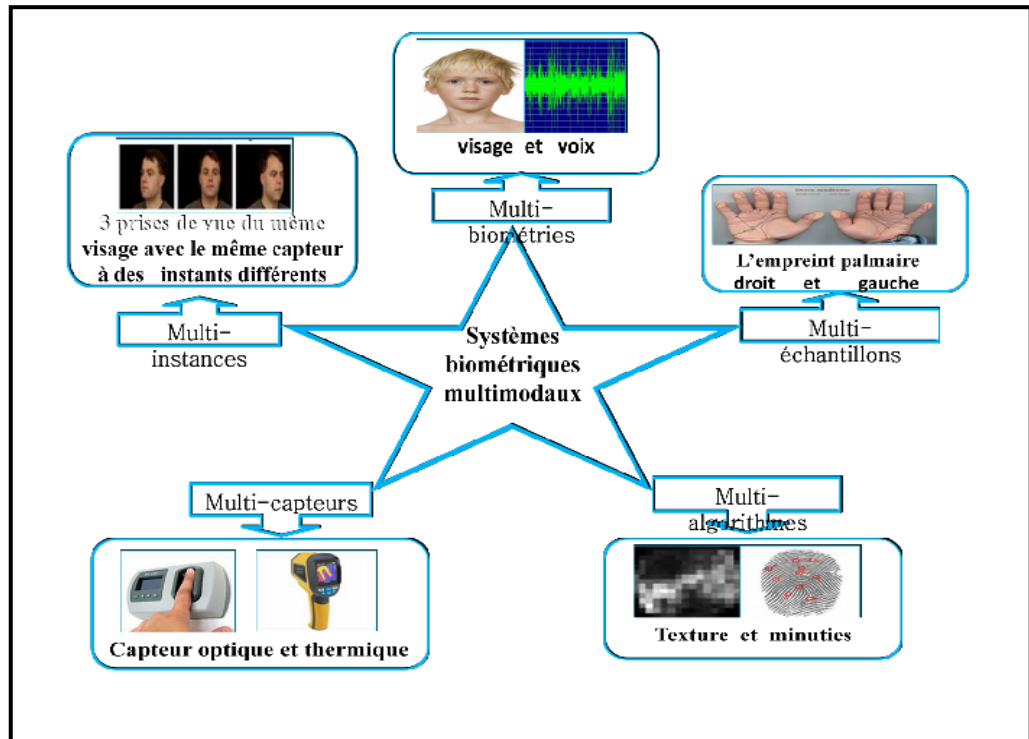 visage et voix
Multi-
biométries
3 prises de vue du même
visage avec le même capteur
à des instants différents
Multi-
instances
L'empreint palmaire
droit et gauche
Multi-
échantillons
Systèmes
biométriques
multimodaux
Multi-capteurs
Capteur optique et thermique
Multi-
algorithmes
Texture et minuties